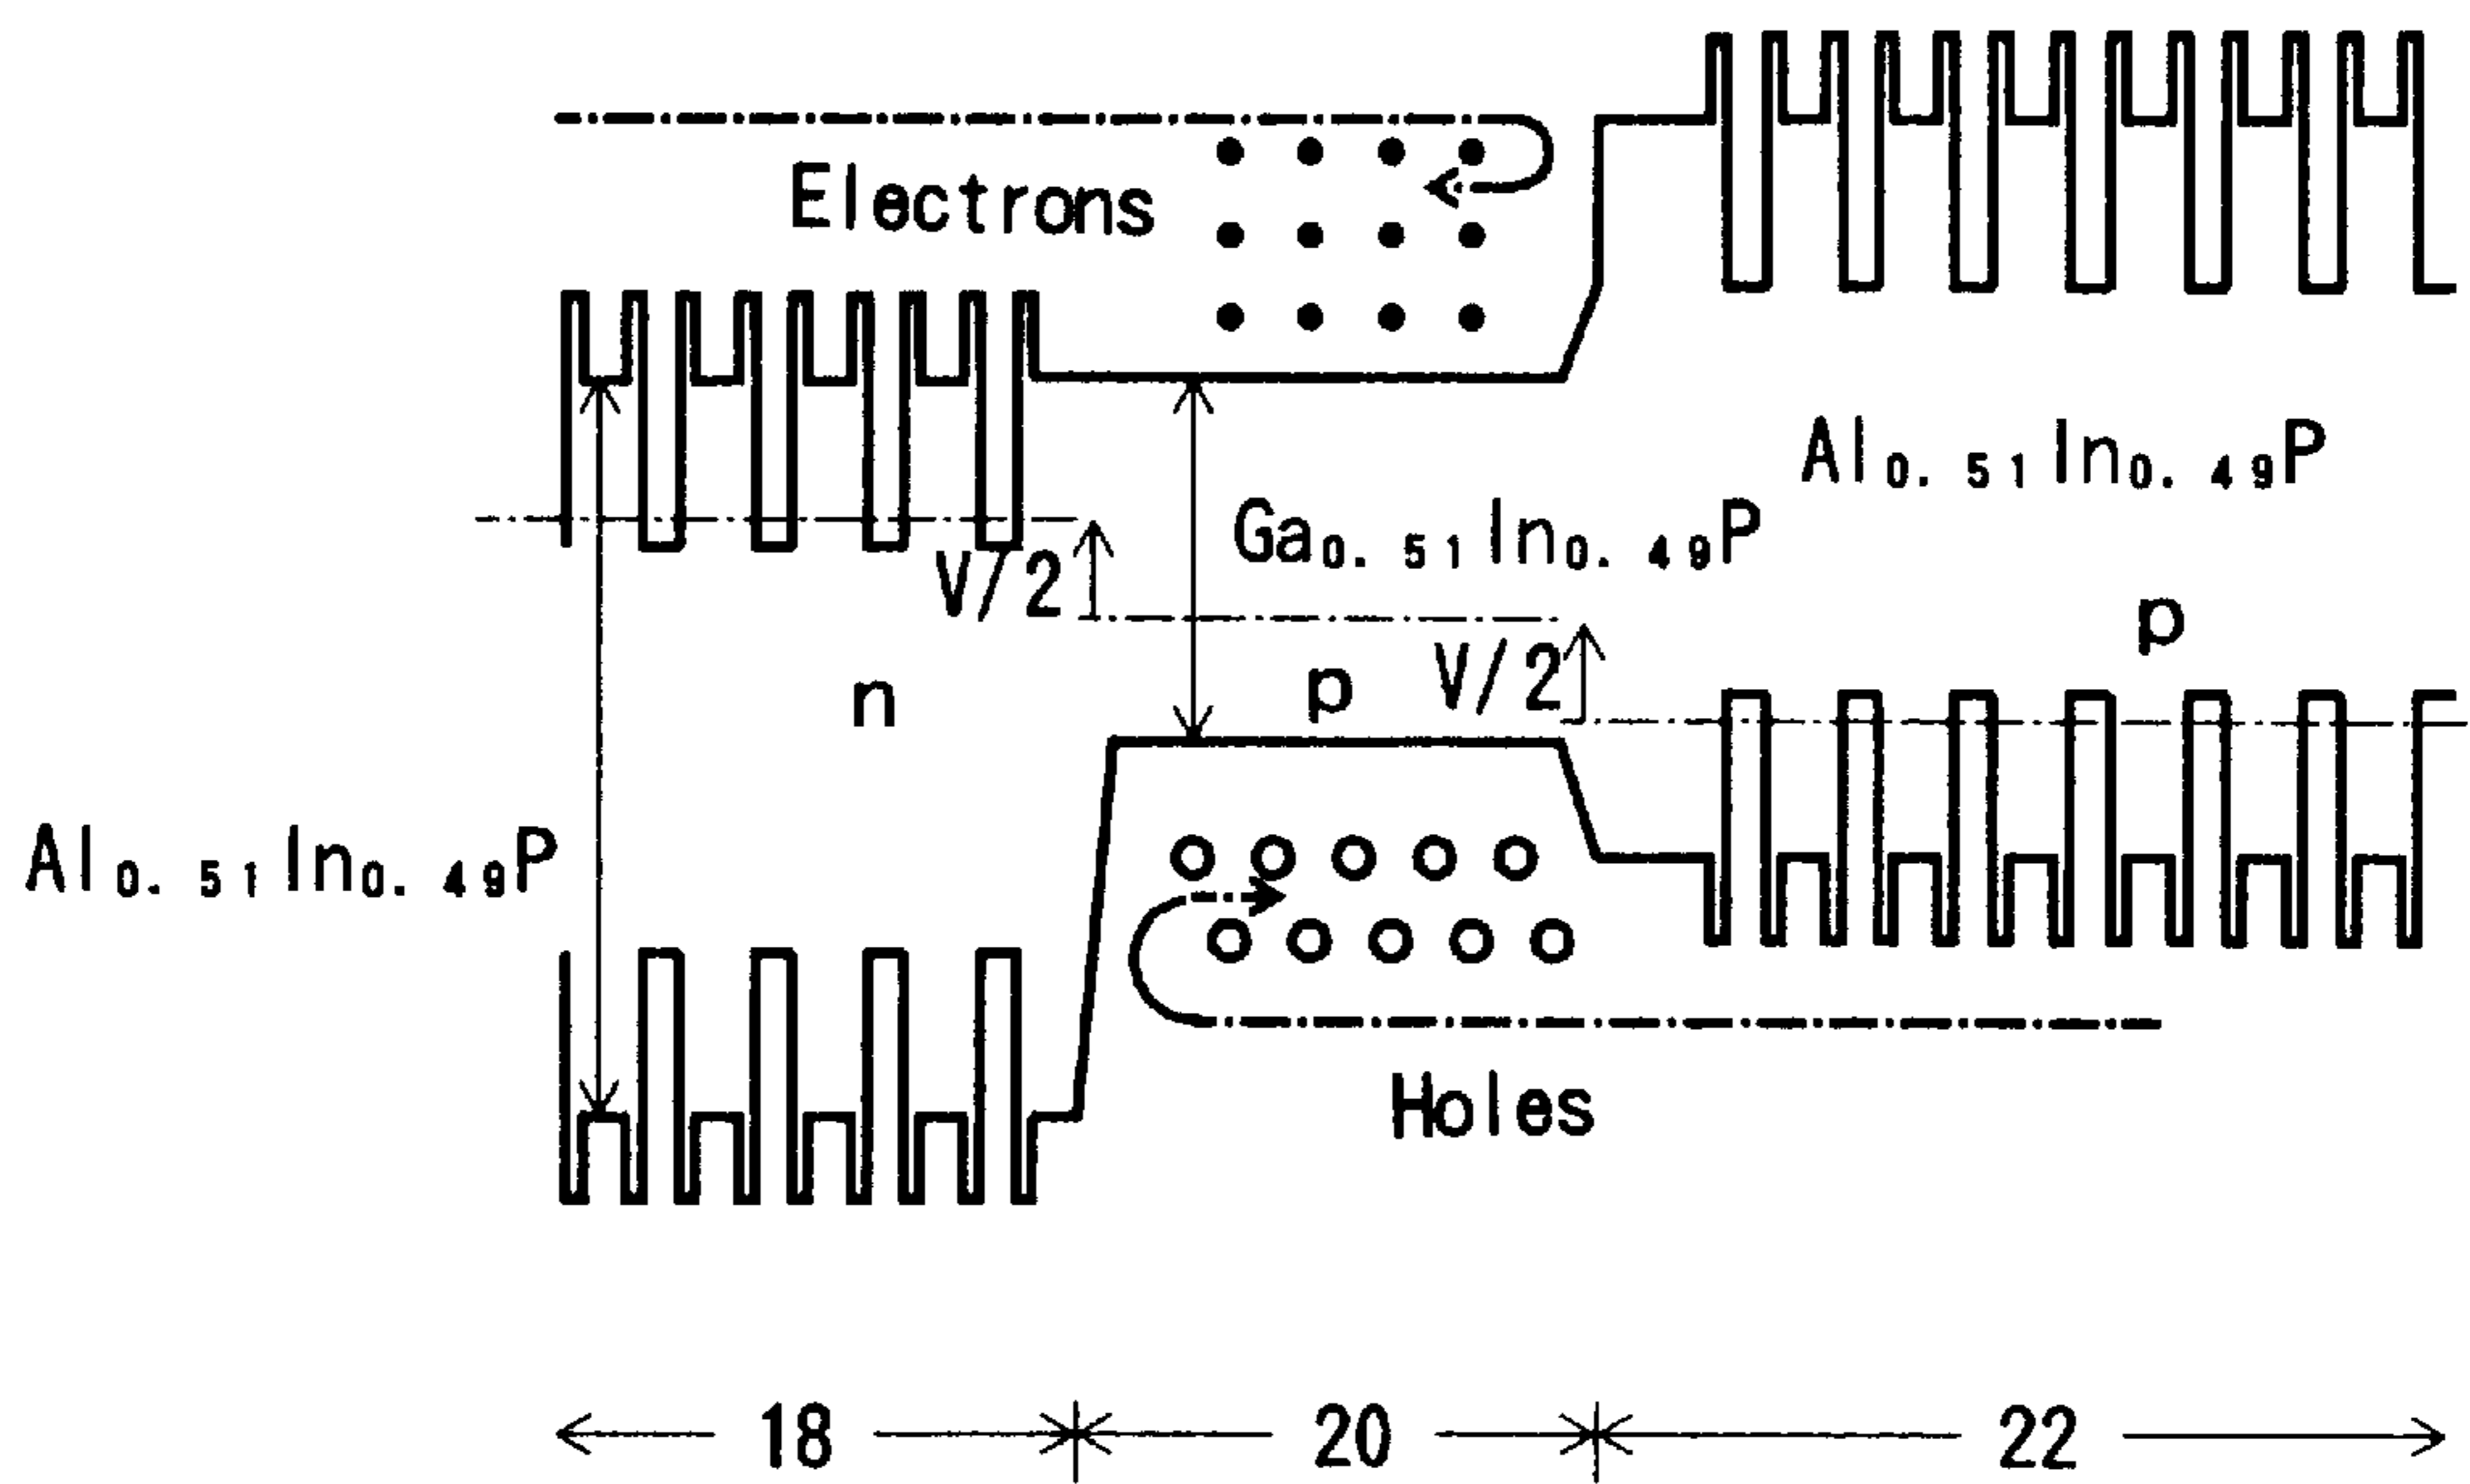 Electrons
Al0.51In0.49P
Ga0.51In0.49P
V/2
p
V/2
p
n
Al0.51In0.49P
Holes
18
20
22